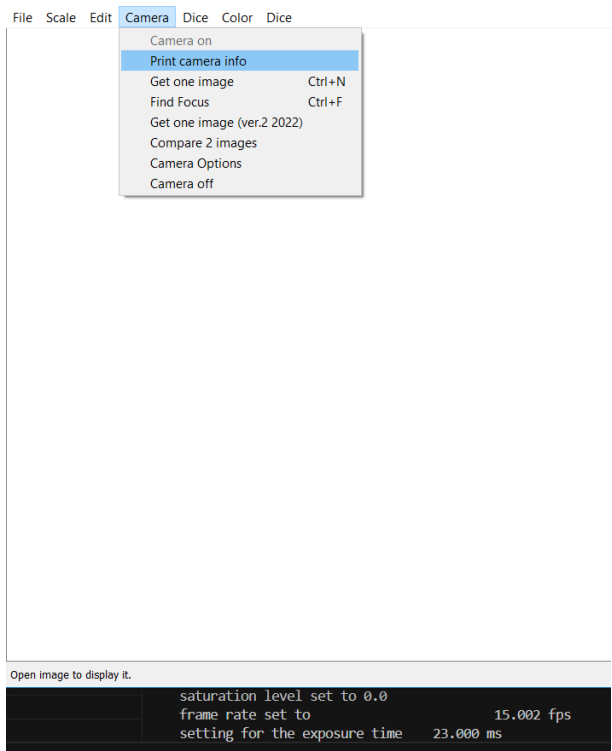 File Scale Edit Camera Dice Color Dice
Camera on
Print camera info
Get one image Ctrl+N
Find Focus Ctrl+F
Get one image (ver.2 2022)
Compare 2 images
Camera Options
Camera off
Open image to display it.
saturation level set to 0.0
frame rate set to 15.002 fps
setting for the exposure time 23.000 ms